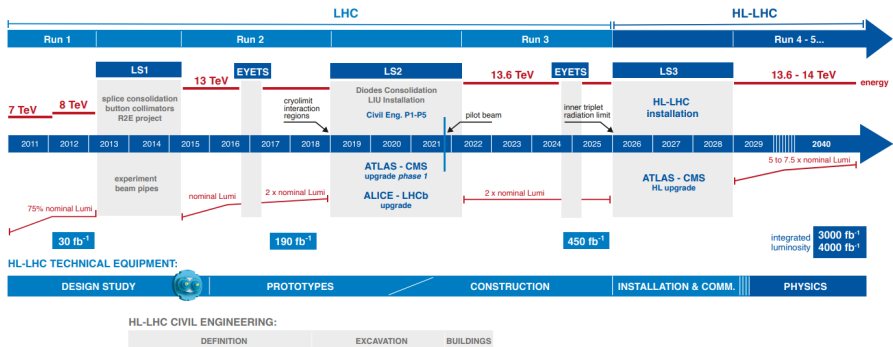 LHC
HL-LHC
Run 1
Run 2
Run 3
Run 4 - 5...
LS1
EYETS
LS2
EYETS
LS3
13 TeV
13.6 TeV
13.6 - 14 TeV
energy
7 TeV
8 TeV
splice consolidation
button collimators
R2E project
cryolimit
interaction
regions
Diodes Consolidation
LIU Installation
Civil Eng. P1-P5
pilot beam
inner triplet
radiation limit
HL-LHC
installation
2011 2012 2013 2014 2015 2016 2017 2018 2019 2020 2021 2022 2023 2024 2025 2026 2027 2028 2029 2040
experiment
beam pipes
ATLAS - CMS
upgrade phase 1
ALICE - LHCb
upgrade
ATLAS - CMS
HL upgrade
5 to 7.5 x nominal Lumi
75% nominal Lumi
nominal Lumi
2 x nominal Lumi
2 x nominal Lumi
30 fb-1
190 fb-1
450 fb-1
integrated
luminosity
3000 fb-1
4000 fb-1
HL-LHC TECHNICAL EQUIPMENT:
DESIGN STUDY
PROTOTYPES
CONSTRUCTION
INSTALLATION & COMM.
PHYSICS
HL-LHC CIVIL ENGINEERING:
DEFINITION
EXCAVATION
BUILDINGS